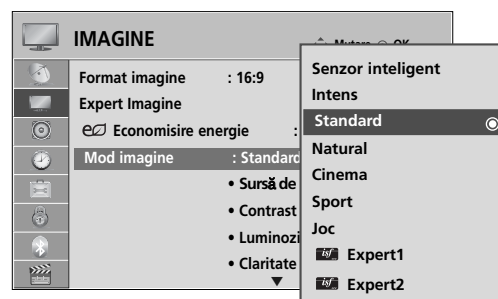 IMAGINE
Mutare OK
Format imagine : 16:9
Expert Imagine
Economisire energie :
Mod imagine : Standard
• Sursă de
• Contrast
•
• Claritate
Senzor inteligent
Intens
Standard
Natural
Cinema
Sport
Joc
isf Expert1
isf Expert2